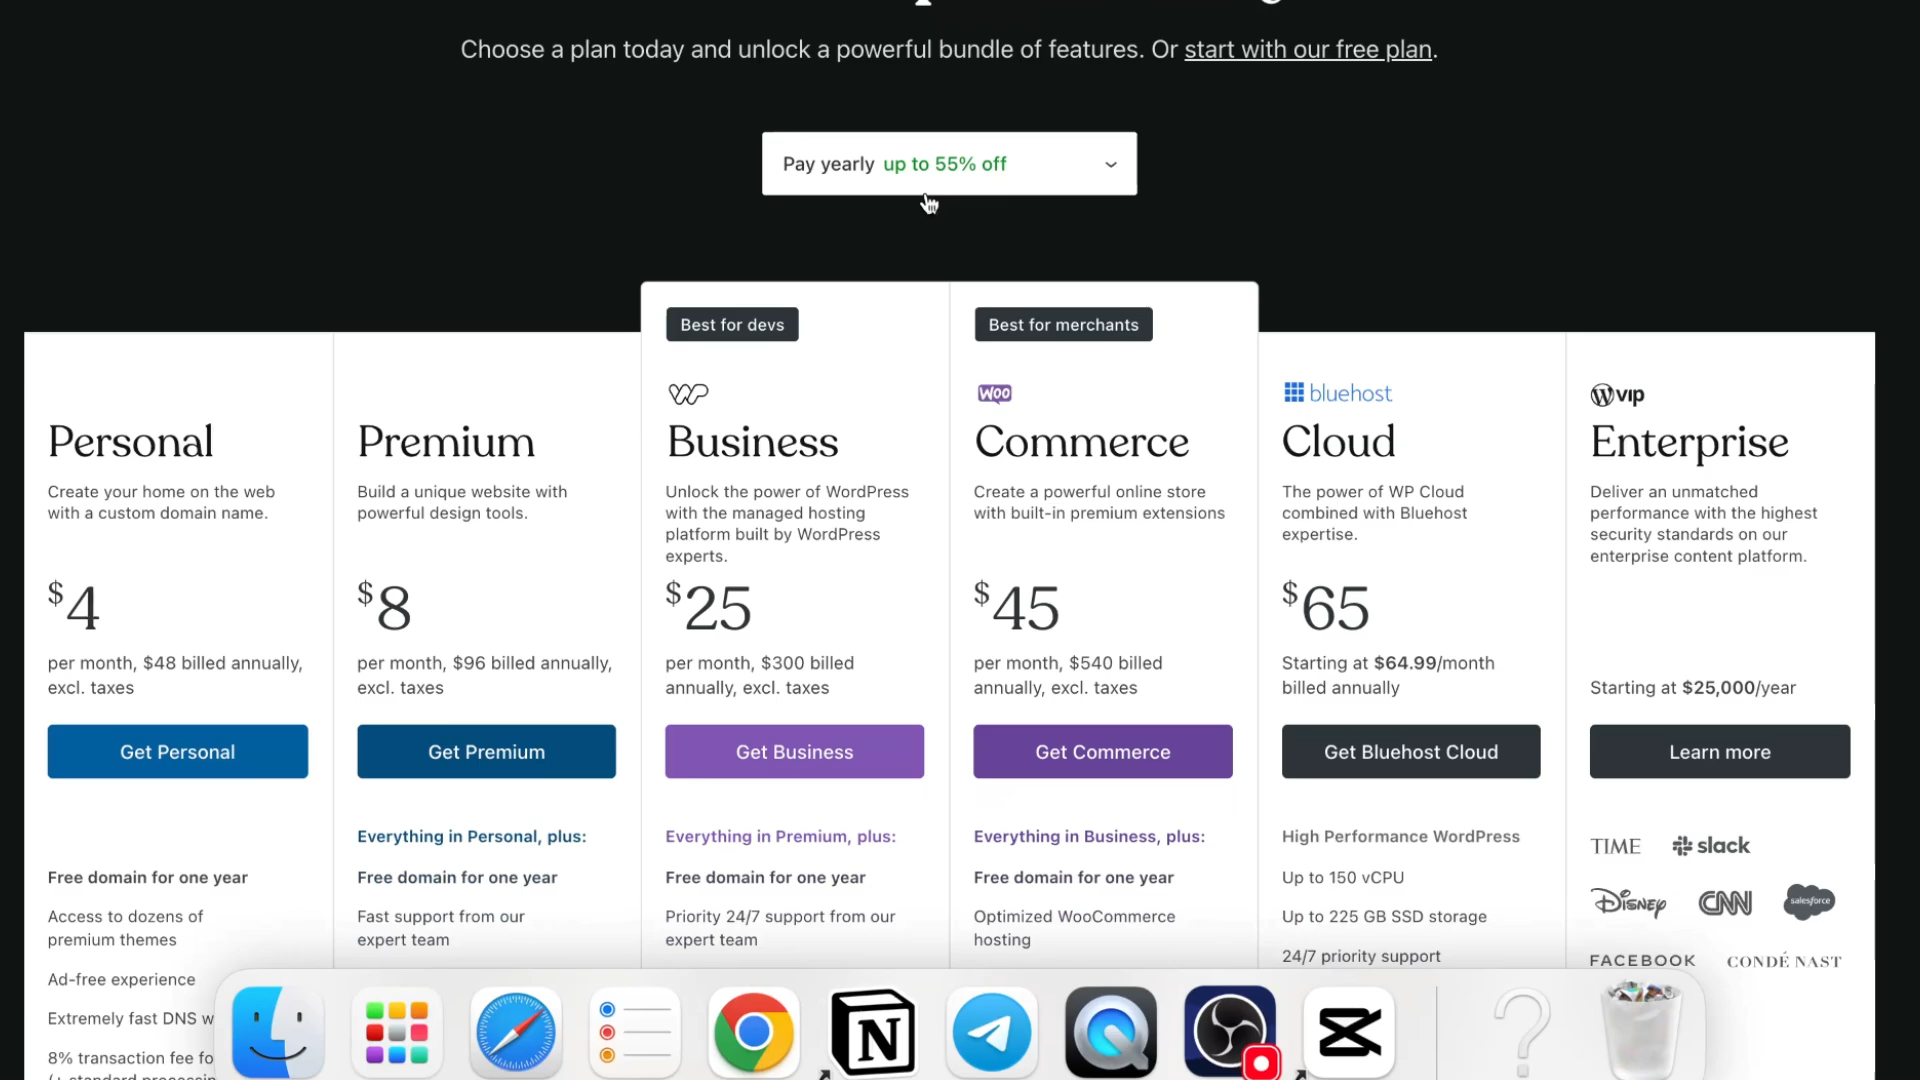 Choose a plan today and unlock a powerful bundle of features. Or start with our free plan.
Pay yearly up to 55% off
Best for devs
Best for merchants
WP
Woo
bluehost
W vip
Personal
Create your home on the web
with a custom domain name.
$4
per month, $48 billed annually,
excl. taxes
Get Personal
Free domain for one year
Access to dozens of
premium themes
Ad-free experience
Extremely fast DNS
8% transaction fee
Premium
Build a unique website with
powerful design tools.
$8
per month, $96 billed annually,
excl. taxes
Get Premium
Everything in Personal, plus:
Free domain for one year
Fast support from our
expert team
Business
Unlock the power of WordPress
with the managed hosting
platform built by WordPress
experts.
$25
per month, $300 billed
annually, excl. taxes
Get Business
Everything in Premium, plus:
Free domain for one year
Priority 24/7 support from our
expert team
Commerce
Create a powerful online store
with built-in premium extensions
$45
per month, $540 billed
annually, excl. taxes
Get Commerce
Everything in Business, plus:
Free domain for one year
Optimized WooCommerce
hosting
Cloud
The power of WP Cloud
combined with Bluehost
expertise.
$65
Starting at $64.99/month
billed annually
Get Bluehost Cloud
High Performance WordPress
Up to 150 vCPU
Up to 225 GB SSD storage
24/7 priority support
Enterprise
Deliver an unmatched
performance with the highest
security standards on our
enterprise content platform.
Starting at $25,000/year
Learn more
TIME slack
Disney CNN salesforce
FACEBOOK CONDÉ NAST